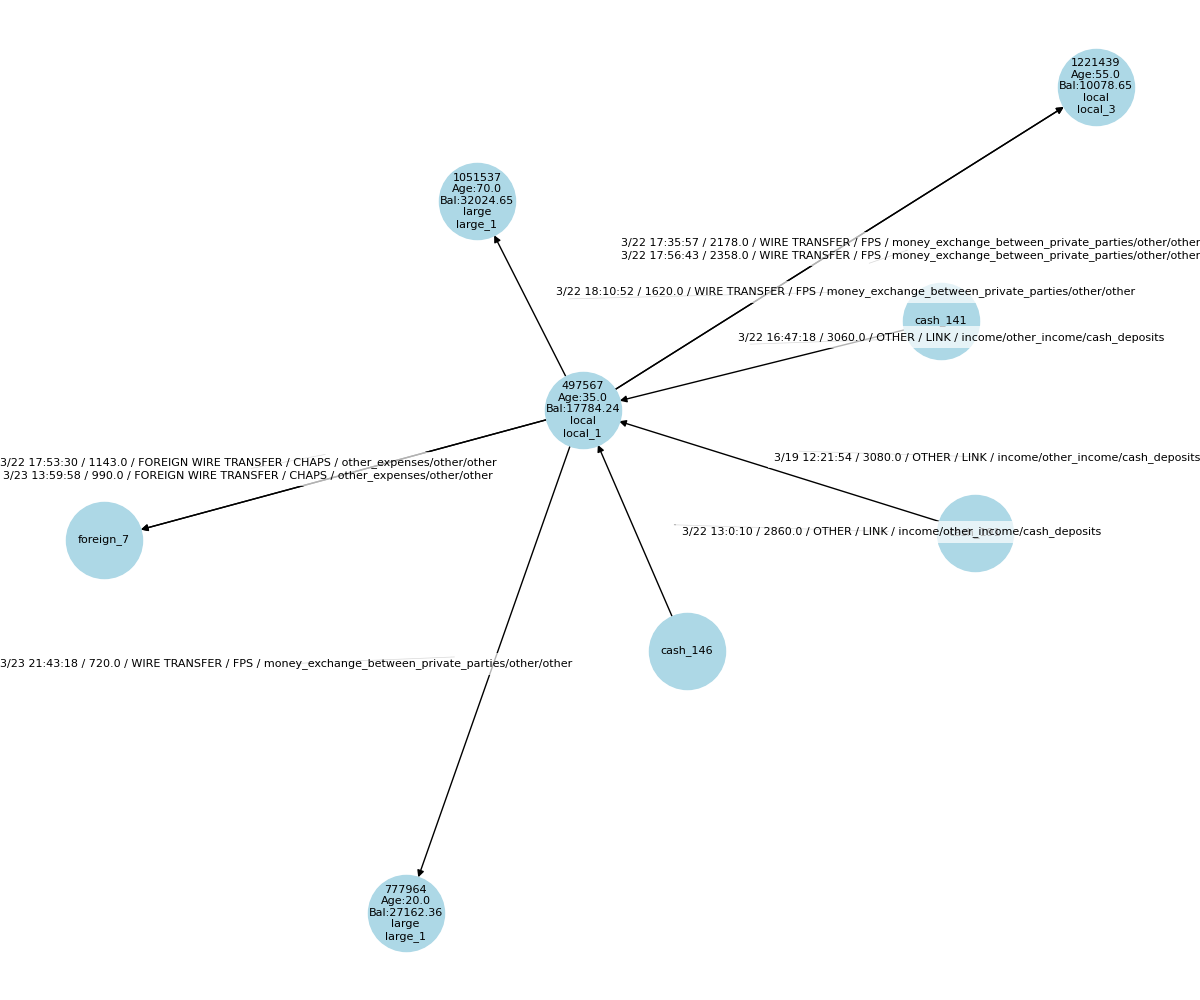 1221439
Age:55.0
Bal:10078.65
local
local_3
1051537
Age:70.0
Bal:32024.65
large
large_1
3/22 17:35:57 / 2178.0 / WIRE TRANSFER / FPS / money_exchange_between_private_parties/other/other
3/22 17:56:43 / 2358.0 / WIRE TRANSFER / FPS / money_exchange_between_private_parties/other/other
3/22 18:10:52 / 1620.0 / WIRE TRANSFER / FPS / money_exchange_between_private_parties/other/other
cash_141
3/22 16:47:18 / 3060.0 / OTHER / LINK / income/other_income/cash_deposits
497567
Age:35.0
Bal:17784.24
local
local_1
3/19 12:21:54 / 3080.0 / OTHER / LINK / income/other_income/cash_deposits
3/22 17:53:30 / 1143.0 / FOREIGN WIRE TRANSFER / CHAPS / other_expenses/other/other
3/23 13:59:58 / 990.0 / FOREIGN WIRE TRANSFER / CHAPS / other_expenses/other/other
foreign_7
3/22 13:0:10 / 2860.0 / OTHER / LINK / income/other_income/cash_deposits
cash_146
3/23 21:43:18 / 720.0 / WIRE TRANSFER / FPS / money_exchange_between_private_parties/other/other
777964
Age:20.0
Bal:27162.36
large
large_1